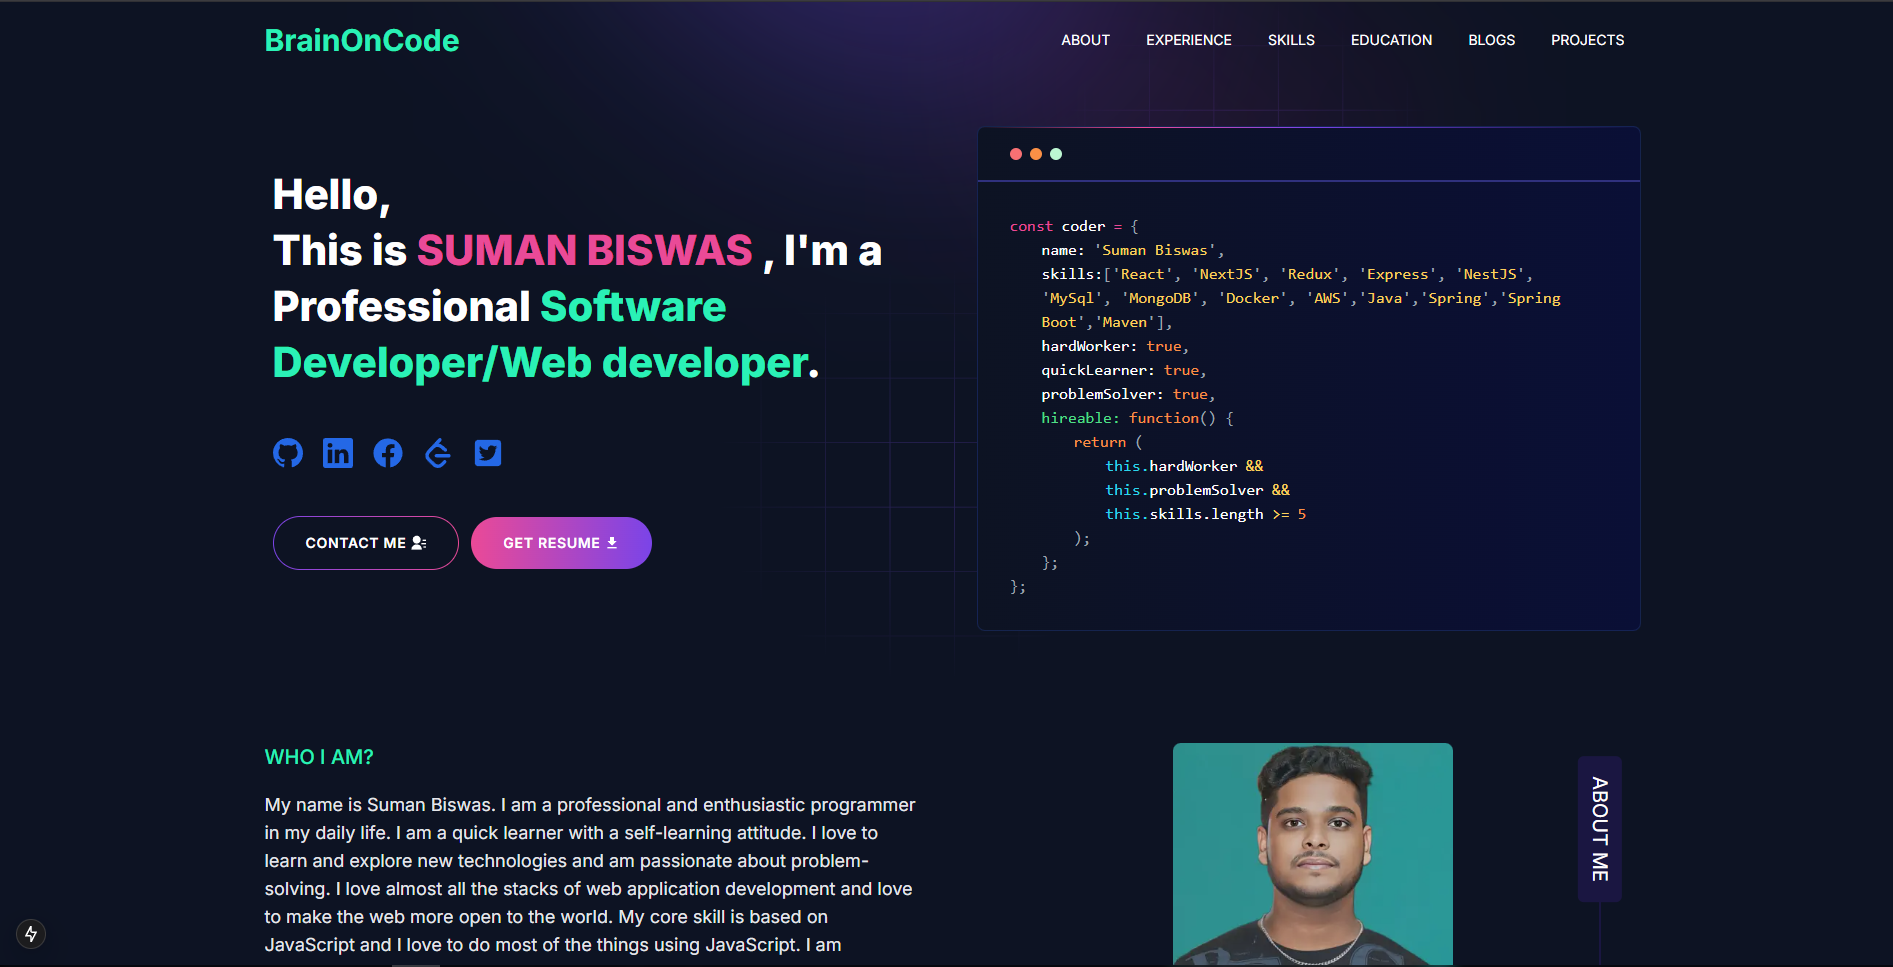 BrainOnCode
ABOUT EXPERIENCE SKILLS EDUCATION BLOGS PROJECTS
Hello,
This is SUMAN BISWAS , I'm a
Professional Software
Developer/Web developer.
CONTACT ME
GET RESUME
const coder = {
name: 'Suman Biswas',
skills:['React', 'NextJS', 'Redux', 'Express', 'NestJS',
'MySql', 'MongoDB', 'Docker', 'AWS','Java','Spring','Spring
Boot','Maven'],
hardWorker: true,
quickLearner: true,
problemSolver: true,
hireable: function() {
return (
this.hardWorker &&
this.problemSolver &&
this.skills.length >= 5
);
};
};
WHO I AM?
My name is Suman Biswas. I am a professional and enthusiastic programmer
in my daily life. I am a quick learner with a self-learning attitude. I love to
learn and explore new technologies and am passionate about problem-
solving. I love almost all the stacks of web application development and love
to make the web more open to the world. My core skill is based on
JavaScript and I love to do most of the things using JavaScript. I am
ABOUT ME